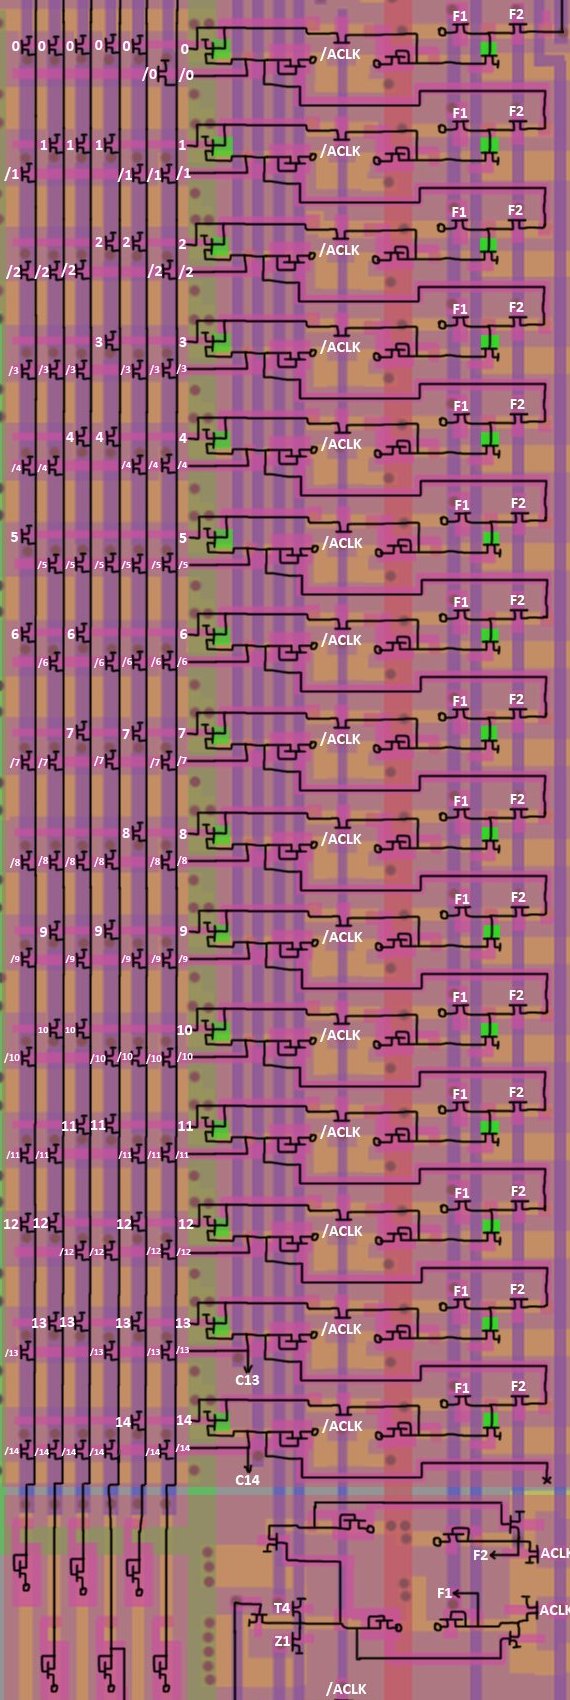 F1 F2
0 0 0 0 0 0 /ACLK
/0 /0
F1 F2
1 1 1 1 /ACLK
/1 /1 /1 /1
F1 F2
2 2 2 /ACLK
/2 /2 /2 /2 /2
F1 F2
3 3 /ACLK
/3 /3 /3 /3 /3 /3
F1 F2
4 4 4 /ACLK
/4 /4 /4 /4 /4
F1 F2
5 5 /ACLK
/5 /5 /5 /5 /5 /5
F1 F2
6 6 6 /ACLK
/6 /6 /6 /6 /6
F1 F2
7 7 7 /ACLK
/7 /7 /7 /7 /7
F1 F2
8 8 /ACLK
/8 /8 /8 /8 /8 /8
F1 F2
9 9 9 /ACLK
/9 /9 /9 /9 /9
F1 F2
10 10 10 /ACLK
/10 /10 /10 /10 /10
F1 F2
11 11 11 /ACLK
/11 /11 /11 /11 /11
F1 F2
12 12 12 12 /ACLK
/12 /12 /12 /12
F1 F2
13 13 13 13 /ACLK
/13 /13 /13 /13
C13
F1 F2
14 14 /ACLK
/14 /14 /14 /14 /14 /14
C14
F2 ACLK
F1
T4 ACLK
Z1
/ACLK